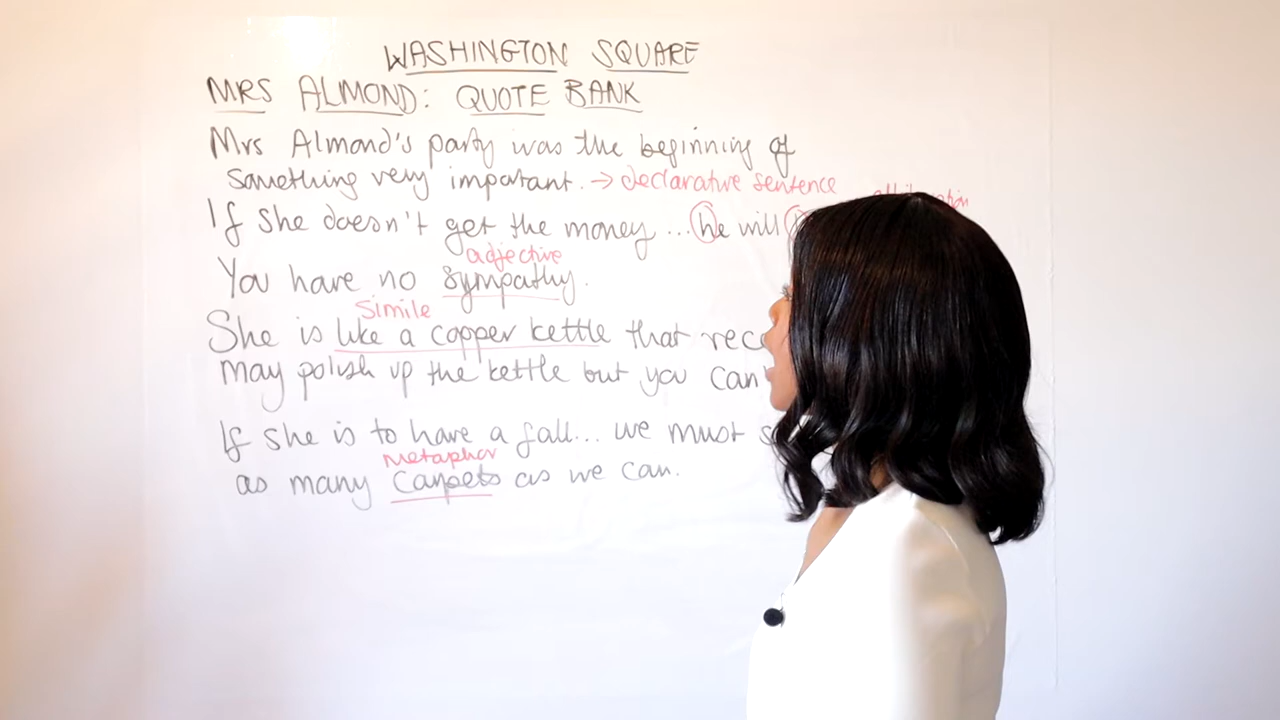 WASHINGTON SQUARE
MRS ALMOND: QUOTE BANK
Mrs Almond's party was the beginning of
something very important. → declarative sentence
If she doesn't get the money ... he will
adjective
You have no sympathy.
Simile
She is like a copper kettle that
may polish up the kettle but you
If she is to have a fall... we must
Metaphor
as many carpets as we can.